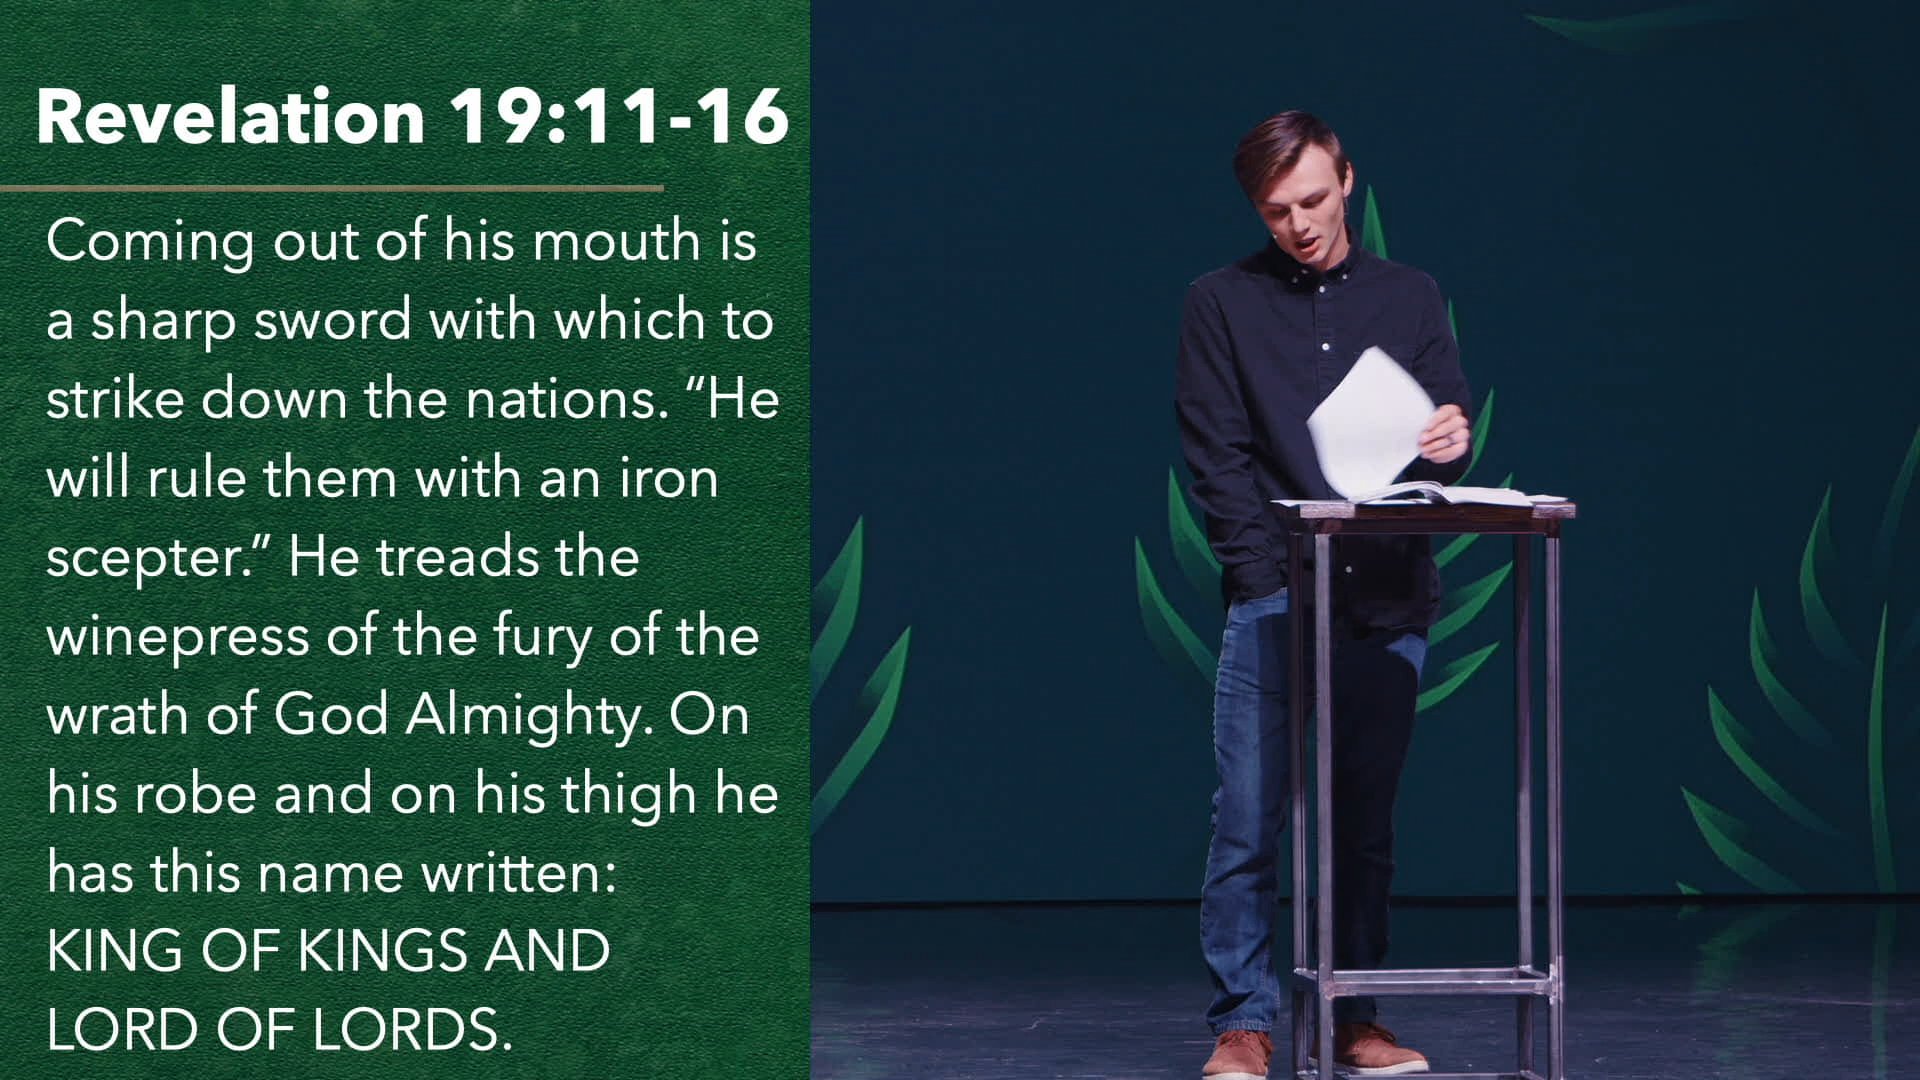 Revelation 19:11-16
Coming out of his mouth is
a sharp sword with which to
strike down the nations. “He
will rule them with an iron
scepter.” He treads the
winepress of the fury of the
wrath of God Almighty. On
his robe and on his thigh he
has this name written:
KING OF KINGS AND
LORD OF LORDS.